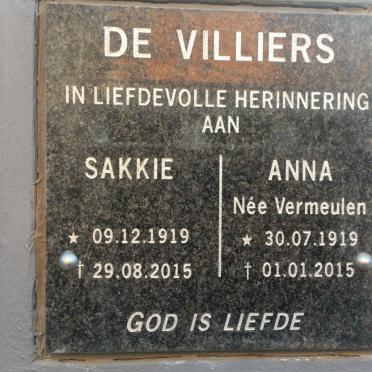 DE VILLIERS
IN LIEFDEVOLLE HERINNERING
AAN
SAKKIE
★ 09.12.1919
† 29.08.2015
ANNA
Née Vermeulen
★ 30.07.1919
† 01.01.2015
GOD IS LIEFDE